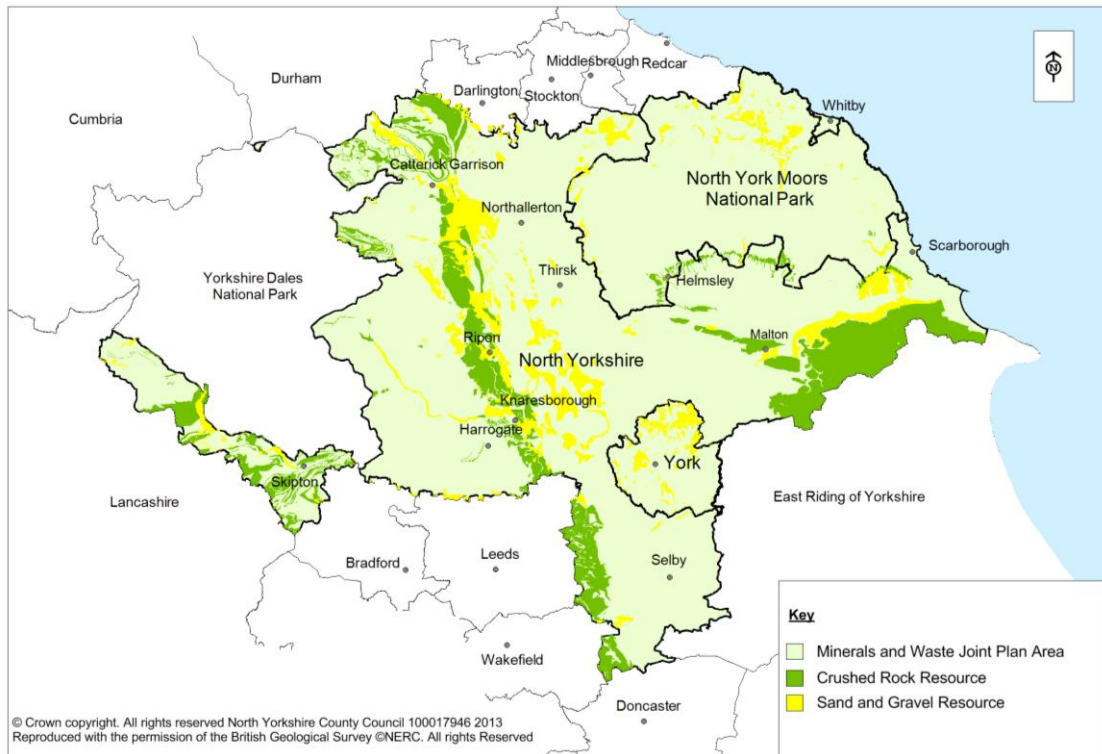 Middlesbrough
Redcar
Durham
Darlington
Stockton
N
Cumbria
Whitby
Catterick Garrison
North York Moors
National Park
Northallerton
Scarborough
Yorkshire Dales
National Park
Thirsk
Helmsley
Ripon
North Yorkshire
Malton
Knaresborough
Harrogate
York
Skipton
Lancashire
East Riding of Yorkshire
Bradford
Leeds
Selby
Wakefield
Doncaster
Key
Minerals and Waste Joint Plan Area
Crushed Rock Resource
Sand and Gravel Resource
© Crown copyright. All rights reserved North Yorkshire County Council 100017946 2013
Reproduced with the permission of the British Geological Survey ©NERC. All rights Reserved